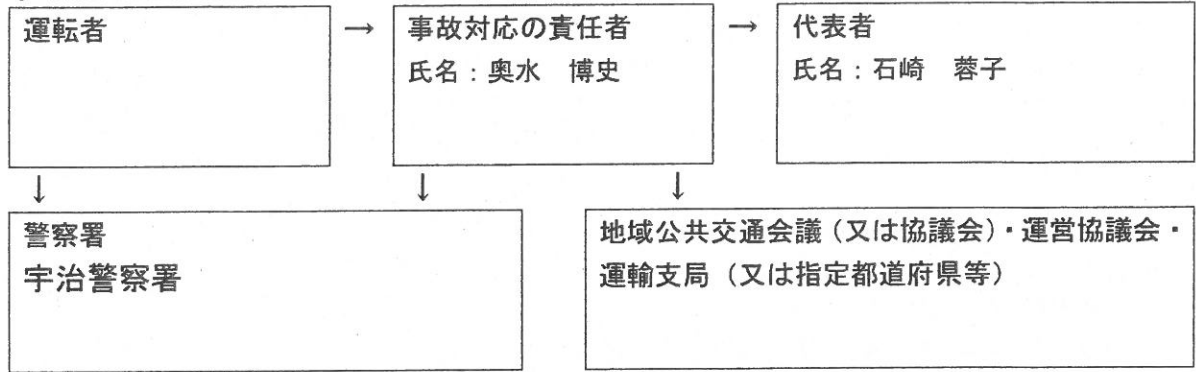 運転者
→
事故対応の責任者
氏名：奥水　博史
→
代表者
氏名：石崎　蓉子
↓
↓
↓
警察署
宇治警察署
地域公共交通会議（又は協議会）・運営協議会・
運輸支局（又は指定都道府県等）